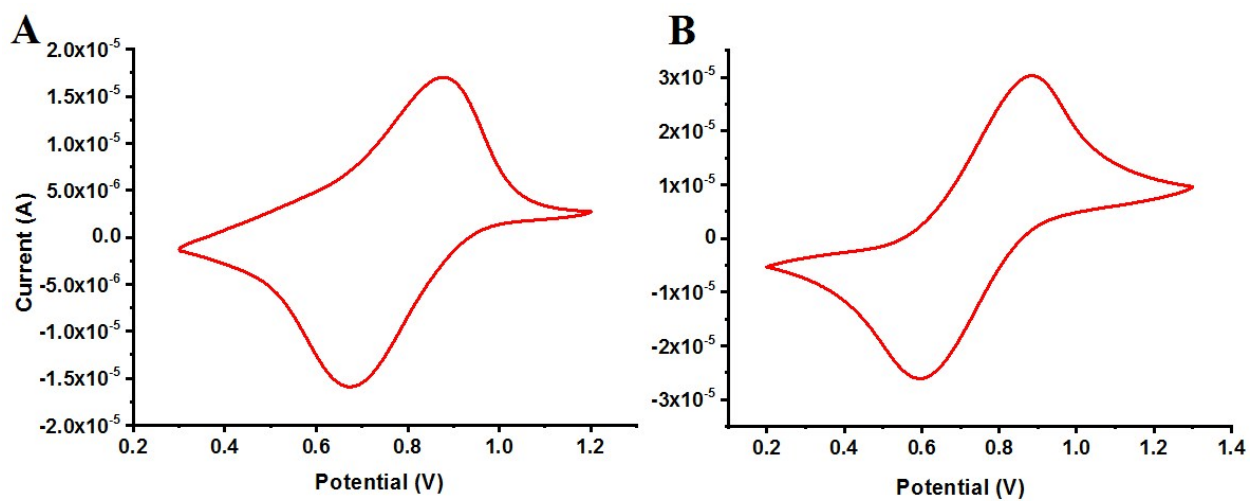 A
2.0x10⁻⁵
1.5x10⁻⁵
1.0x10⁻⁵
5.0x10⁻⁶
0.0
-5.0x10⁻⁶
-1.0x10⁻⁵
-1.5x10⁻⁵
-2.0x10⁻⁵
Current (A)
0.2 0.4 0.6 0.8 1.0 1.2
Potential (V)
B
3x10⁻⁵
2x10⁻⁵
1x10⁻⁵
0
-1x10⁻⁵
-2x10⁻⁵
-3x10⁻⁵
0.2 0.4 0.6 0.8 1.0 1.2 1.4
Potential (V)